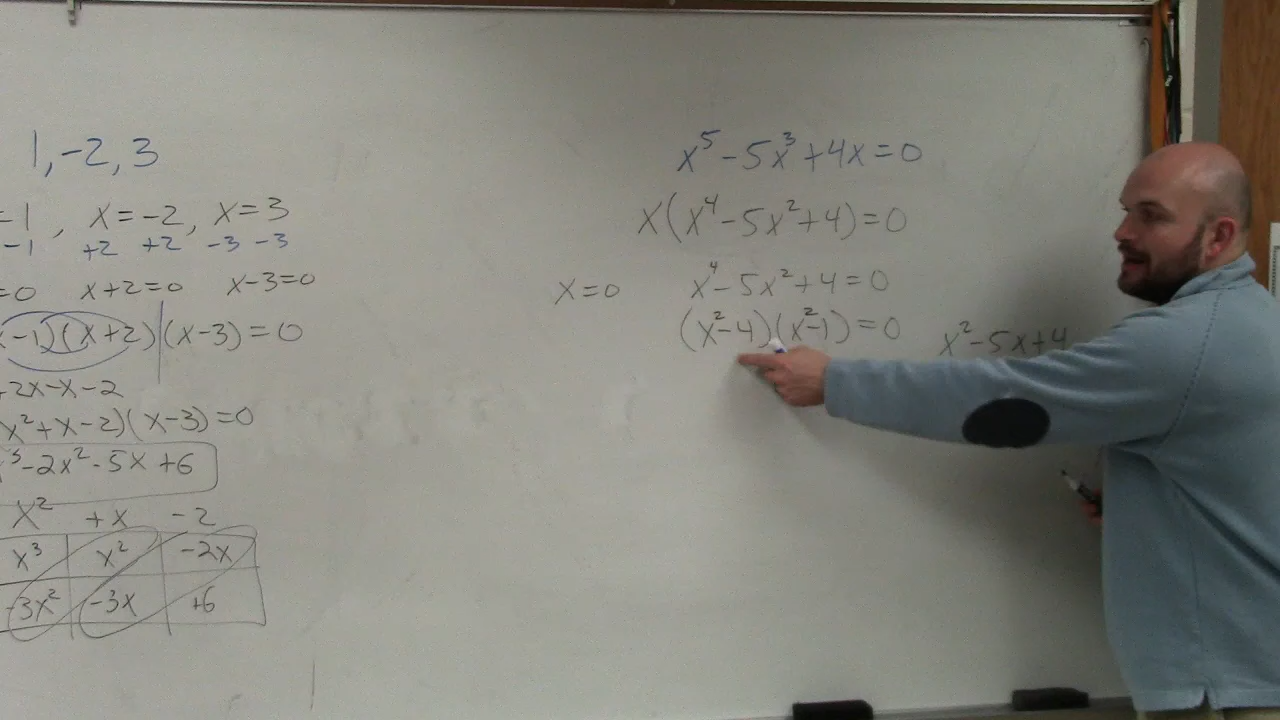 1, -2, 3
=1, x=-2, x=3
-1 +2 +2 -3 -3
=0 x+2=0 x-3=0
x-1)(x+2)(x-3)=0
+2x-x-2
x²+x-2)(x-3)=0
x³-2x²-5x+6
x² +x -2
x³ x² -2x
-3x² -3x +6
x⁵-5x³+4x=0
x(x⁴-5x²+4)=0
x=0 x⁴-5x²+4=0
(x²-4)(x²-1)=0 x²-5x+4